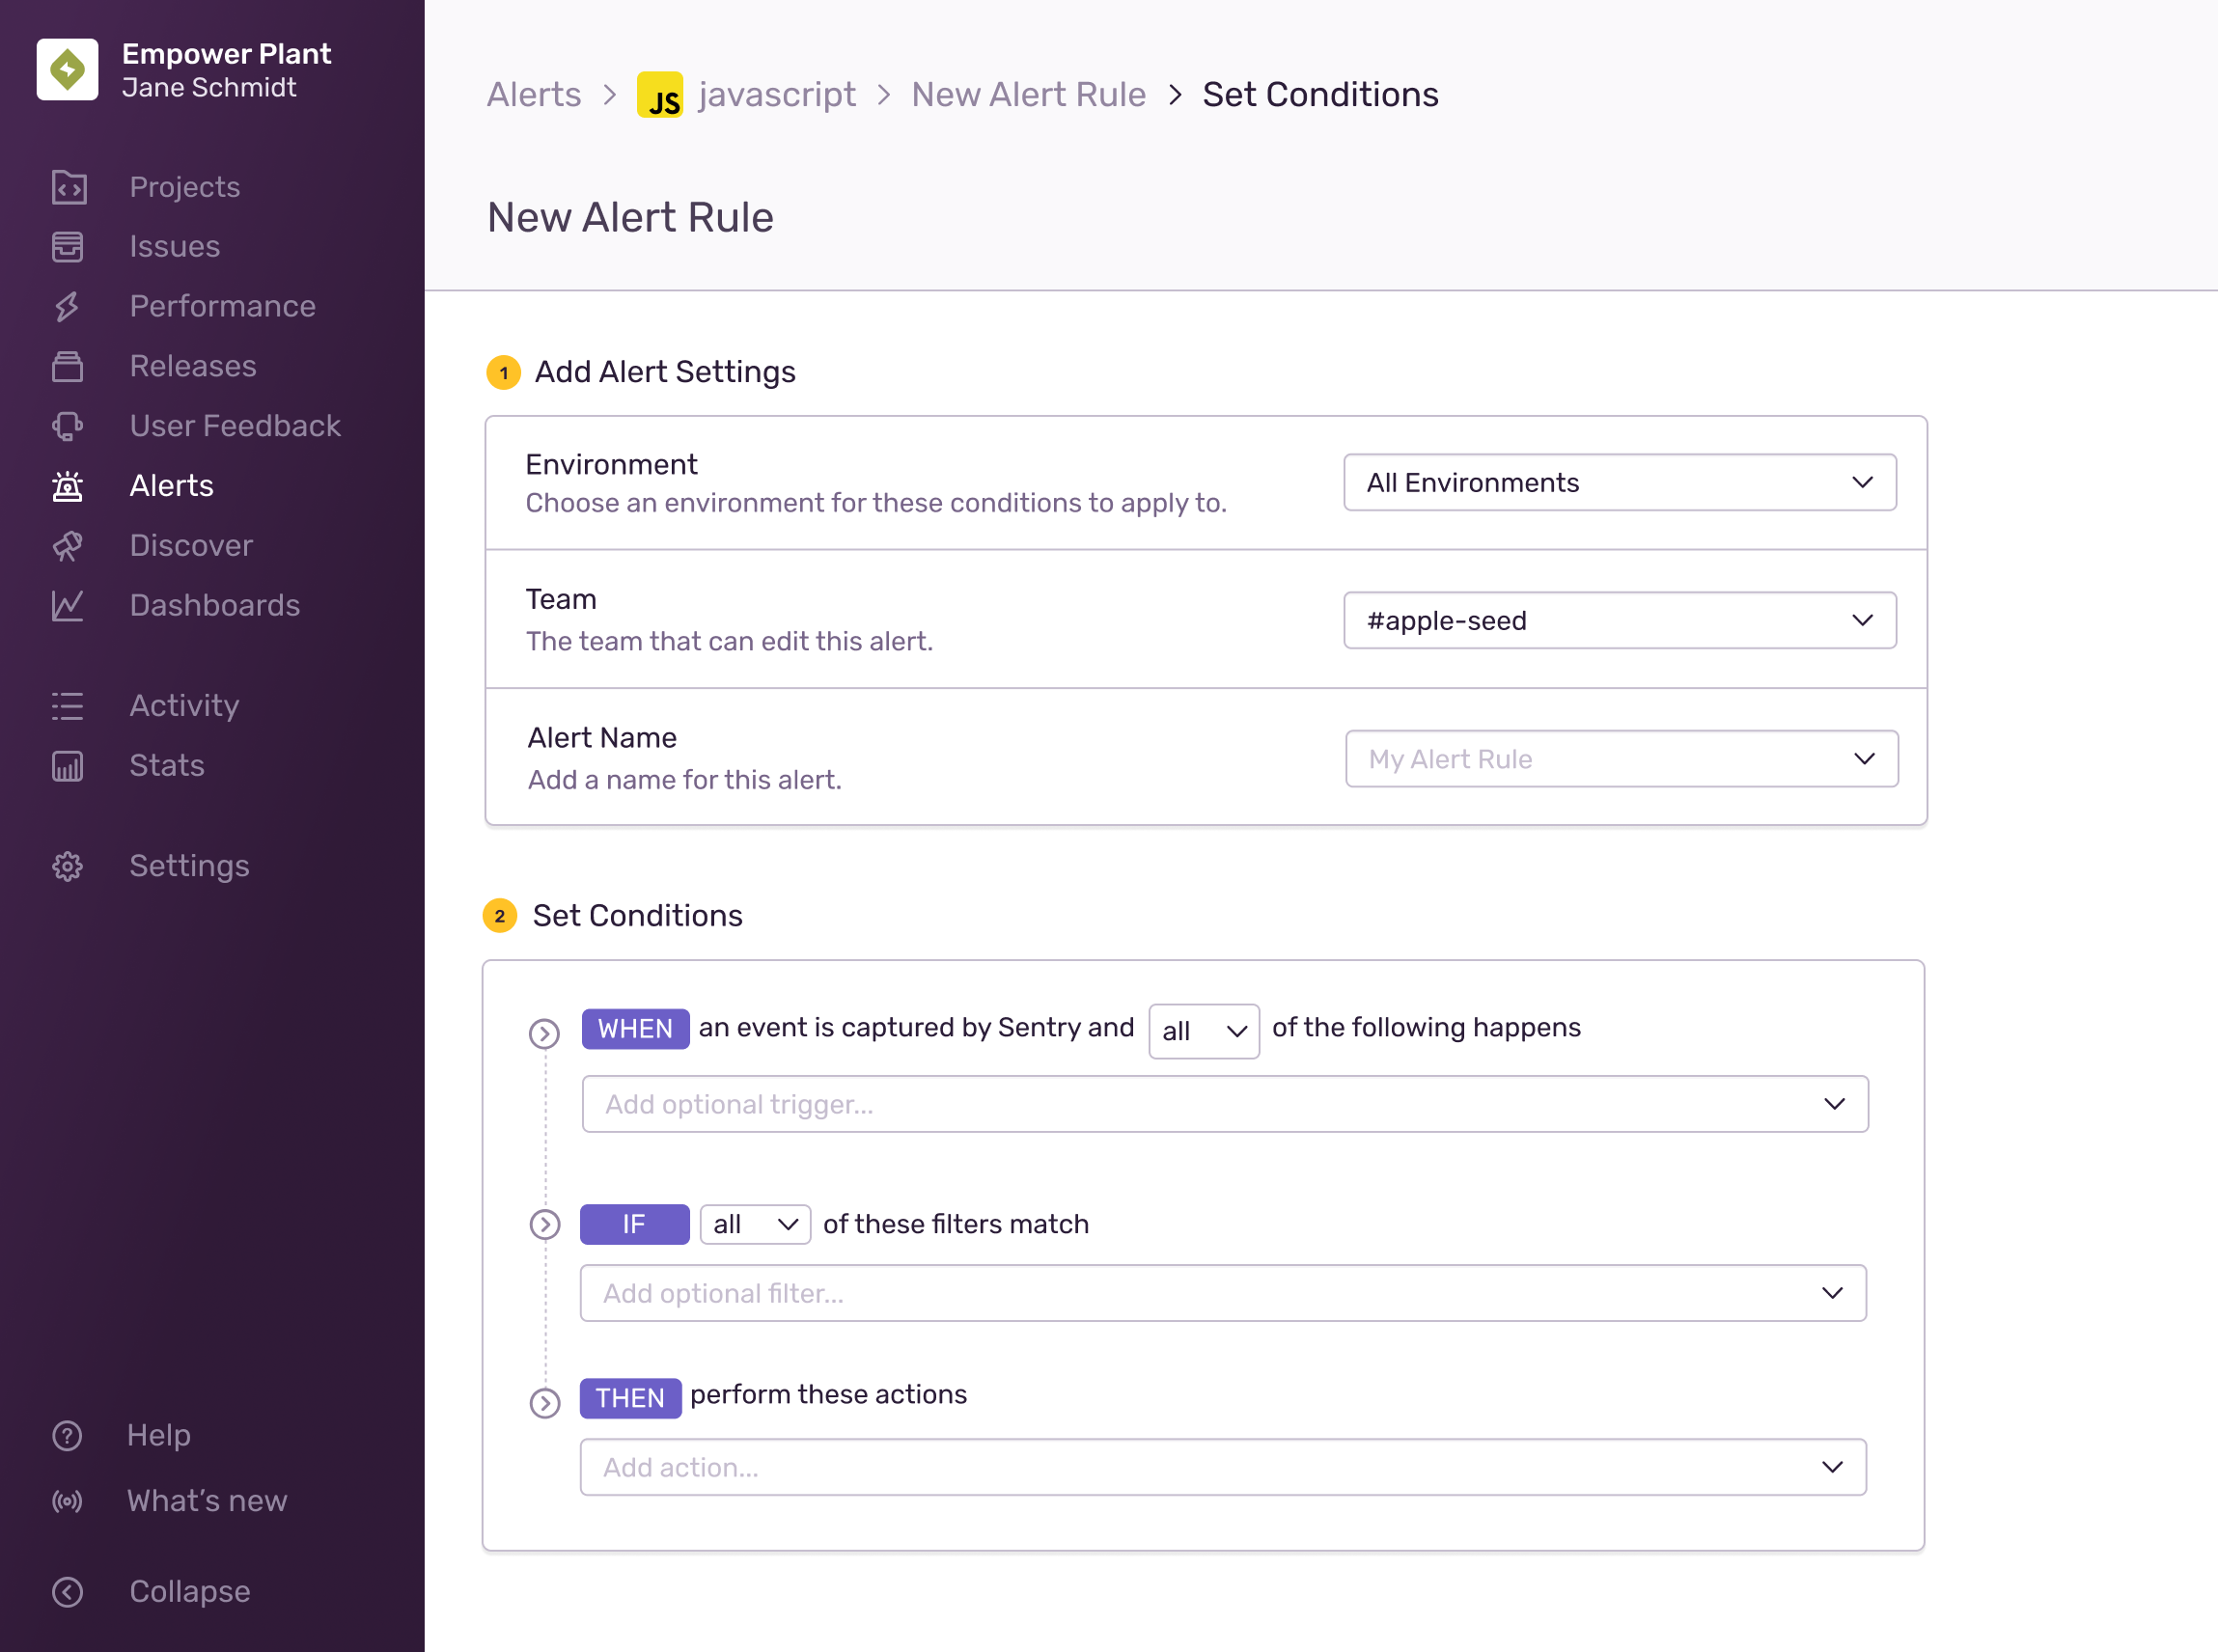 Empower Plant
Jane Schmidt
Projects
Issues
Performance
Releases
User Feedback
Alerts
Discover
Dashboards
Activity
Stats
Settings
Help
What’s new
Collapse
Alerts > JS javascript > New Alert Rule > Set Conditions
New Alert Rule
1 Add Alert Settings
Environment
Choose an environment for these conditions to apply to.
All Environments
Team
The team that can edit this alert.
#apple-seed
Alert Name
Add a name for this alert.
My Alert Rule
2 Set Conditions
WHEN an event is captured by Sentry and all of the following happens
Add optional trigger...
IF all of these filters match
Add optional filter...
THEN perform these actions
Add action...